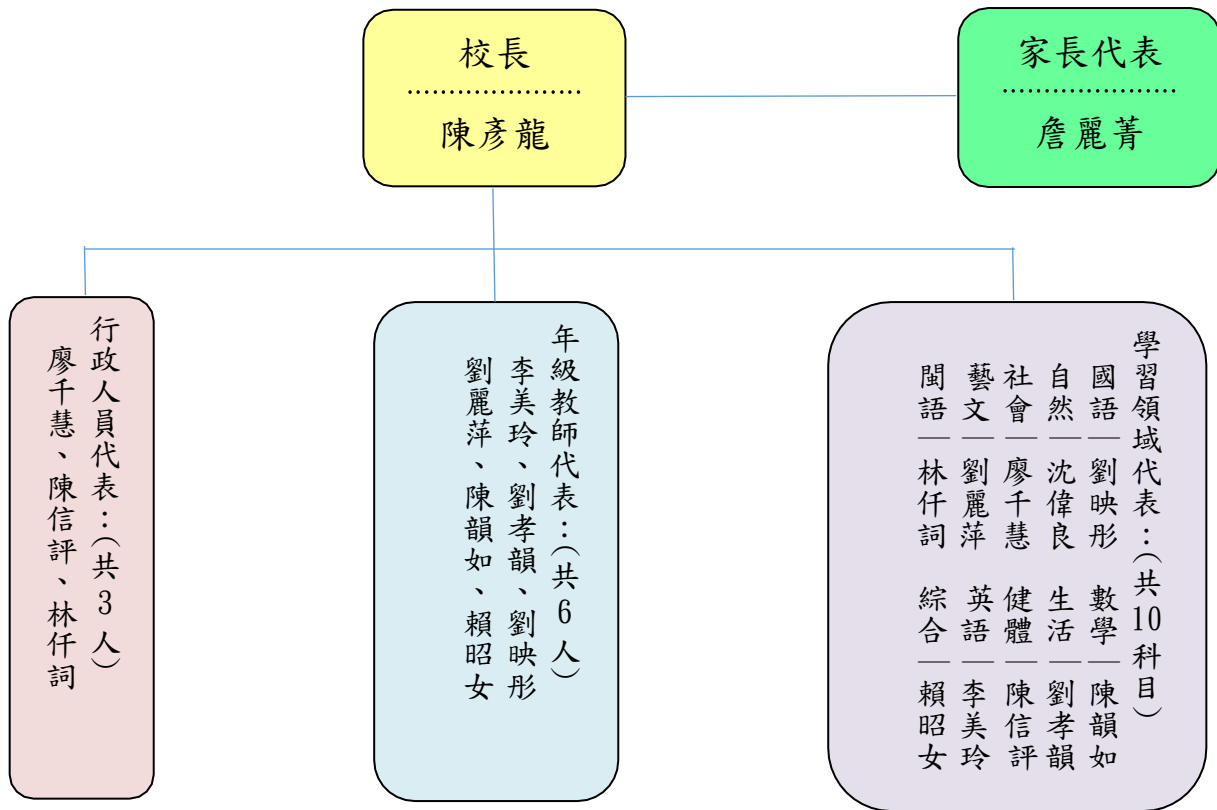 校長
陳彥龍
家長代表
詹麗菁
行政人員代表：（共3人）
廖千慧、陳信評、林仟詞
年級教師代表：（共6人）
李美玲、劉孝韻、劉映彤
劉麗萍、陳韻如、賴昭女
學習領域代表：（共10科目）
國語—劉映彤 數學—陳韻如
自然—沈偉良 生活—劉孝韻
社會—廖千慧 健體—陳信評
藝文—劉麗萍 英語—李美玲
閩語—林仟詞 綜合—賴昭女